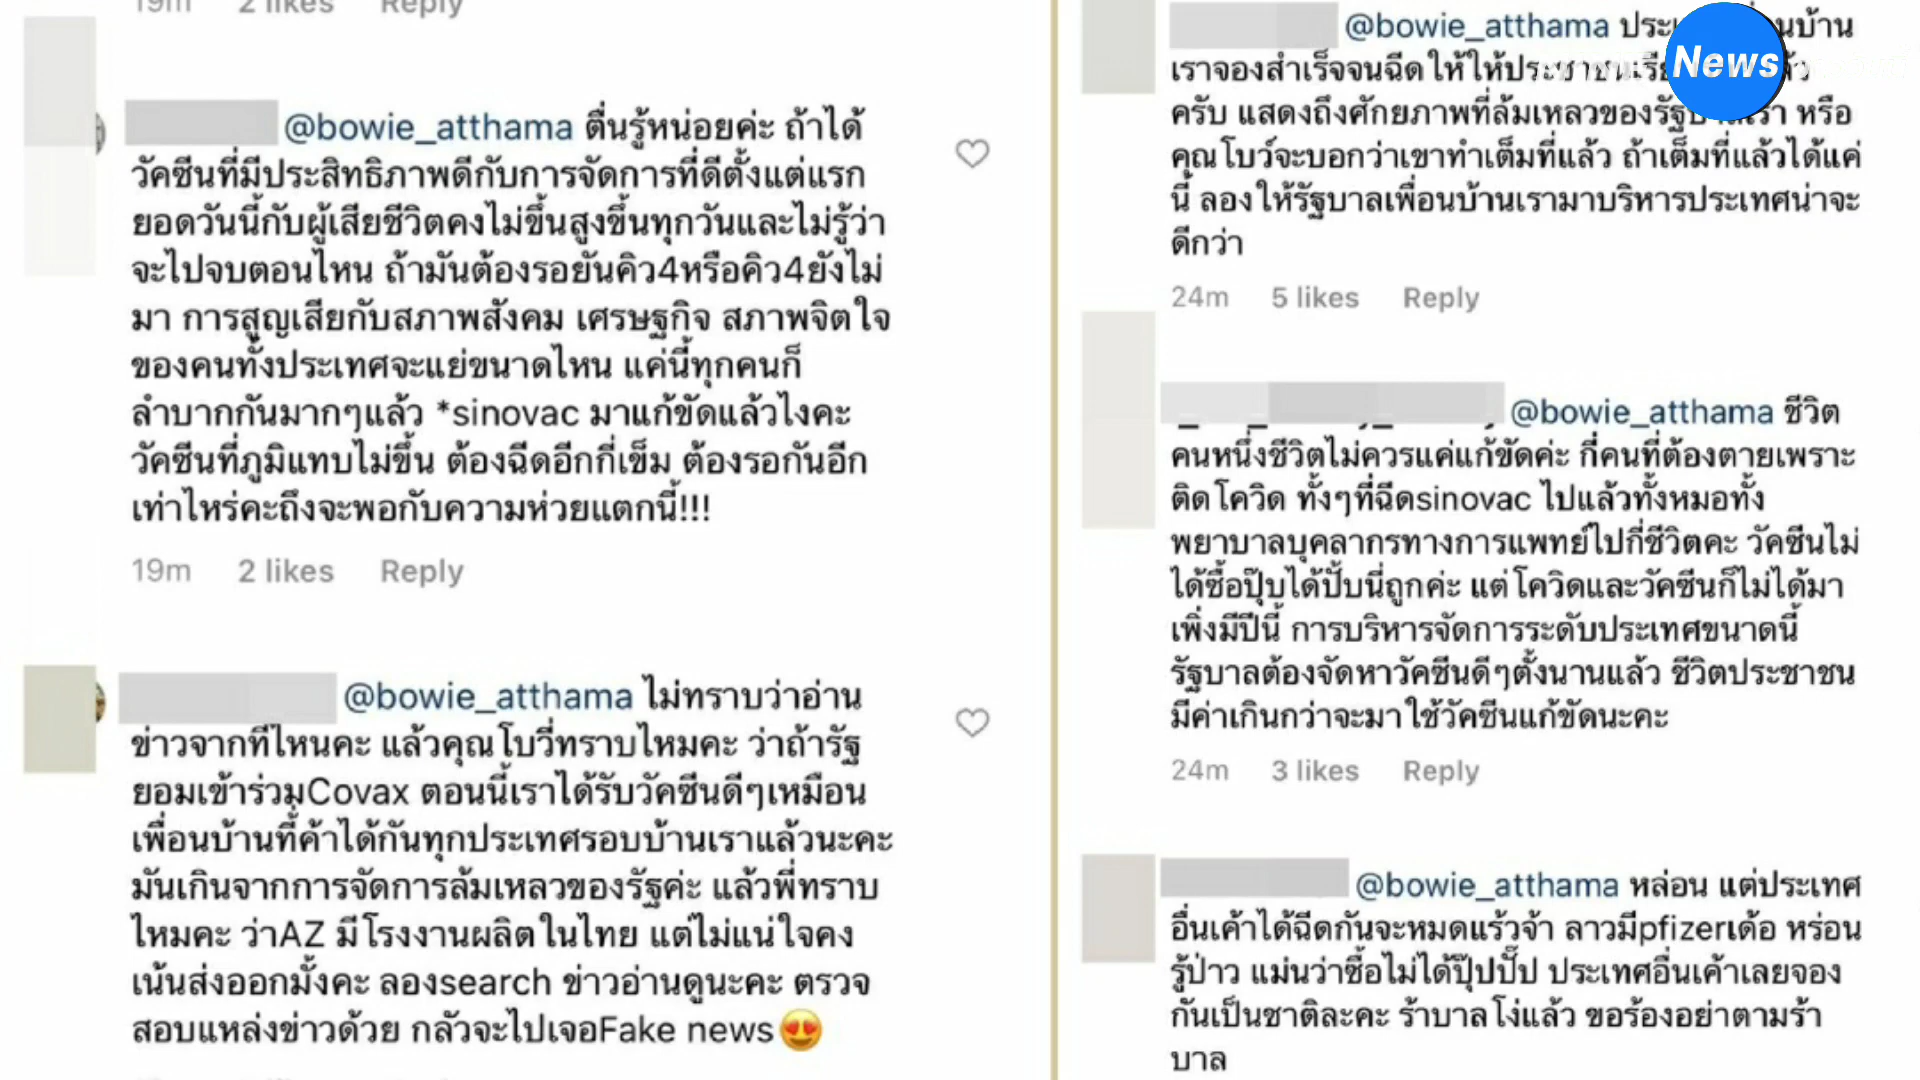 19m 2 likes Reply
@bowie_atthama ตื่นรู้หน่อยค่ะ ถ้าได้
วัคซีนที่มีประสิทธิภาพดีกับการจัดการที่ดีตั้งแต่แรก
ยอดวันนี้กับผู้เสียชีวิตคงไม่ขึ้นสูงขึ้นทุกวันและไม่รู้ว่า
จะไปจบตอนไหน ถ้ามันต้องรอยันคิว4หรือคิว4ยังไม่
มา การสูญเสียกับสภาพสังคม เศรษฐกิจ สภาพจิตใจ
ของคนทั้งประเทศจะแย่ขนาดไหน แค่นี้ทุกคนก็
ลำบากกันมากๆแล้ว *sinovac มาแก้ขัดแล้วไงคะ
วัคซีนที่ภูมิแทบไม่ขึ้น ต้องฉีดอีกกี่เข็ม ต้องรอกันอีก
เท่าไหร่คะถึงจะพอกับความห่วยแตกนี้!!!
19m 2 likes Reply
@bowie_atthama ไม่ทราบว่าอ่าน
ข่าวจากที่ไหนคะ แล้วคุณโบวี่ทราบไหมคะ ว่าถ้ารัฐ
ยอมเข้าร่วมCovax ตอนนี้เราได้รับวัคซีนดีๆเหมือน
เพื่อนบ้านที่ค้าได้กันทุกประเทศรอบบ้านเราแล้วนะคะ
มันเกินจากการจัดการล้มเหลวของรัฐค่ะ แล้วพี่ทราบ
ไหมคะ ว่าAZ มีโรงงานผลิตในไทย แต่ไม่แน่ใจคง
เน้นส่งออกมั้งคะ ลองsearch ข่าวอ่านดูนะคะ ตรวจ
สอบแหล่งข่าวด้วย กลัวจะไปเจอFake news😍
@bowie_atthama นบ้าน
เราจองสำเร็จจนฉีดให้ให้ประชาชน
ครับ แสดงถึงศักยภาพที่ล้มเหลวของรัฐบาลเรา หรือ
คุณโบว์จะบอกว่าเขาทำเต็มที่แล้ว ถ้าเต็มที่แล้วได้แค่
นี้ ลองให้รัฐบาลเพื่อนบ้านเรามาบริหารประเทศน่าจะ
ดีกว่า
24m 5 likes Reply
@bowie_atthama ชีวิต
คนหนึ่งชีวิตไม่ควรแค่แก้ขัดค่ะ กี่คนที่ต้องตายเพราะ
ติดโควิด ทั้งๆที่ฉีดsinovac ไปแล้วทั้งหมอทั้ง
พยาบาลบุคลากรทางการแพทย์ไปกี่ชีวิตคะ วัคซีนไม่
ได้ซื้อปุ๊บได้ปั้บนี่ถูกค่ะ แต่โควิดและวัคซีนก็ไม่ได้มา
เพิ่งมีปีนี้ การบริหารจัดการระดับประเทศขนาดนี้
รัฐบาลต้องจัดหาวัคซีนดีๆตั้งนานแล้ว ชีวิตประชาชน
มีค่าเกินกว่าจะมาใช้วัคซีนแก้ขัดนะคะ
24m 3 likes Reply
@bowie_atthama หล่อน แต่ประเทศ
อื่นเค้าได้ฉีดกันจะหมดแร้วจ้า ลาวมีpfizerเด้อ หร่อน
รู้ป่าว แม่นว่าซื้อไม่ได้ปุ๊ปปั๊ป ประเทศอื่นเค้าเลยจอง
กันเป็นชาติละคะ ร้าบาลโง่แล้ว ขอร้องอย่าตามร้า
บาล
News